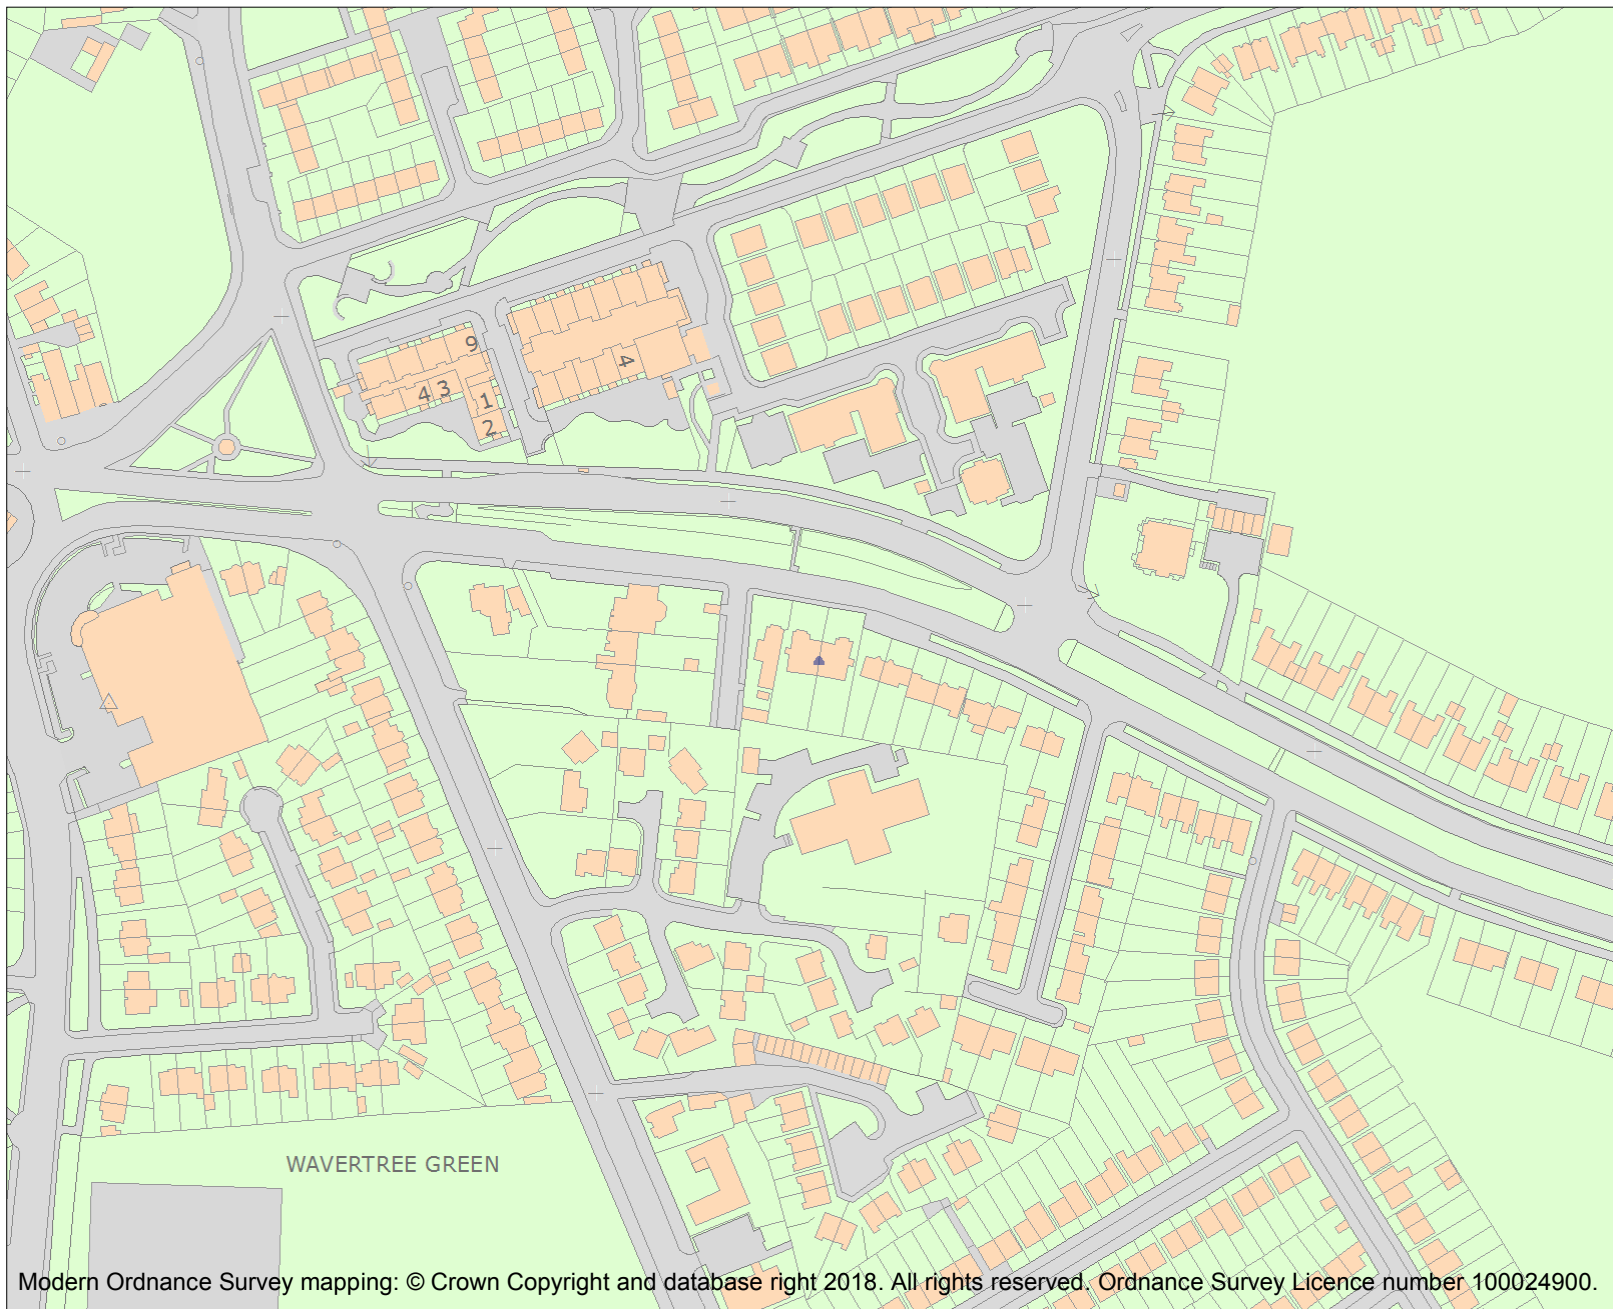 9
4
4 3
1
2
WAVERTREE GREEN
Modern Ordnance Survey mapping: © Crown Copyright and database right 2018. All rights reserved. Ordnance Survey Licence number 100024900.